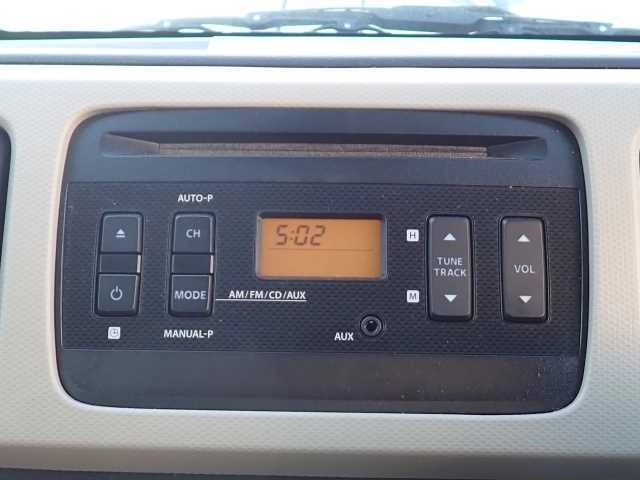 AUTO-P
CH
MODE
AM/FM/CD/AUX
MANUAL-P
5:02
AUX
H
M
TUNE
TRACK
VOL